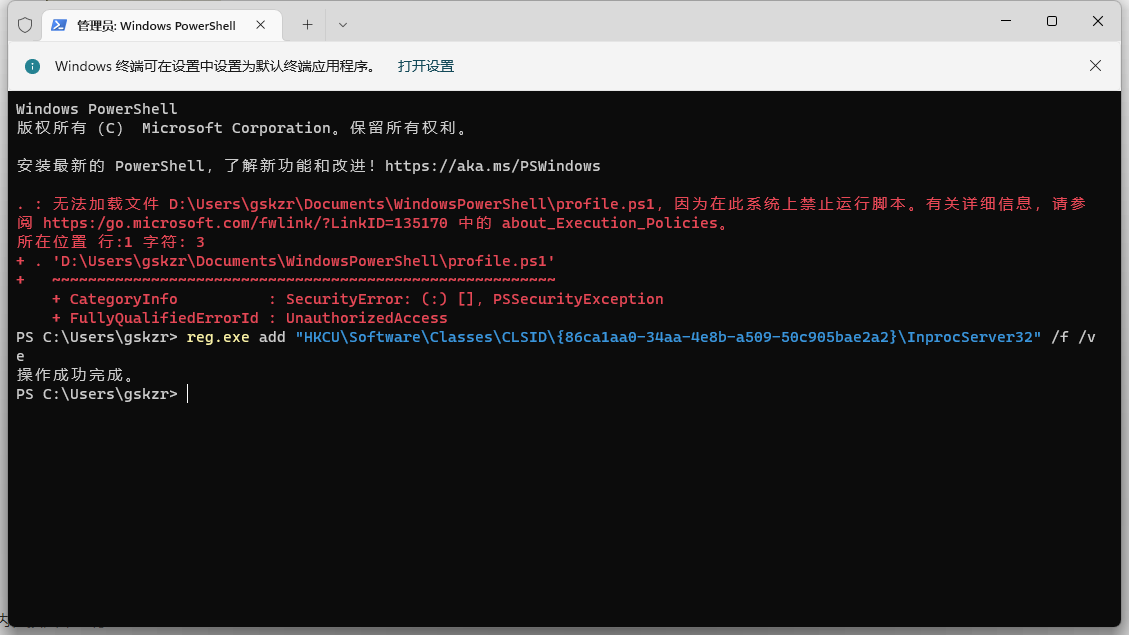 管理员: Windows PowerShell
Windows 终端可在设置中设置为默认终端应用程序。 打开设置
Windows PowerShell
版权所有 (C)  Microsoft Corporation。保留所有权利。
安装最新的 PowerShell，了解新功能和改进！https://aka.ms/PSWindows
. : 无法加载文件 D:\Users\gskzr\Documents\WindowsPowerShell\profile.ps1，因为在此系统上禁止运行脚本。有关详细信息，请参
阅 https:/go.microsoft.com/fwlink/?LinkID=135170 中的 about_Execution_Policies。
所在位置 行:1 字符: 3
+ . 'D:\Users\gskzr\Documents\WindowsPowerShell\profile.ps1'
+   ~~~~~~~~~~~~~~~~~~~~~~~~~~~~~~~~~~~~~~~~~~~~~~~~~~~~~~~~
    + CategoryInfo          : SecurityError: (:) []，PSSecurityException
    + FullyQualifiedErrorId : UnauthorizedAccess
PS C:\Users\gskzr> reg.exe add "HKCU\Software\Classes\CLSID\{86ca1aa0-34aa-4e8b-a509-50c905bae2a2}\InprocServer32" /f /v
e
操作成功完成。
PS C:\Users\gskzr>